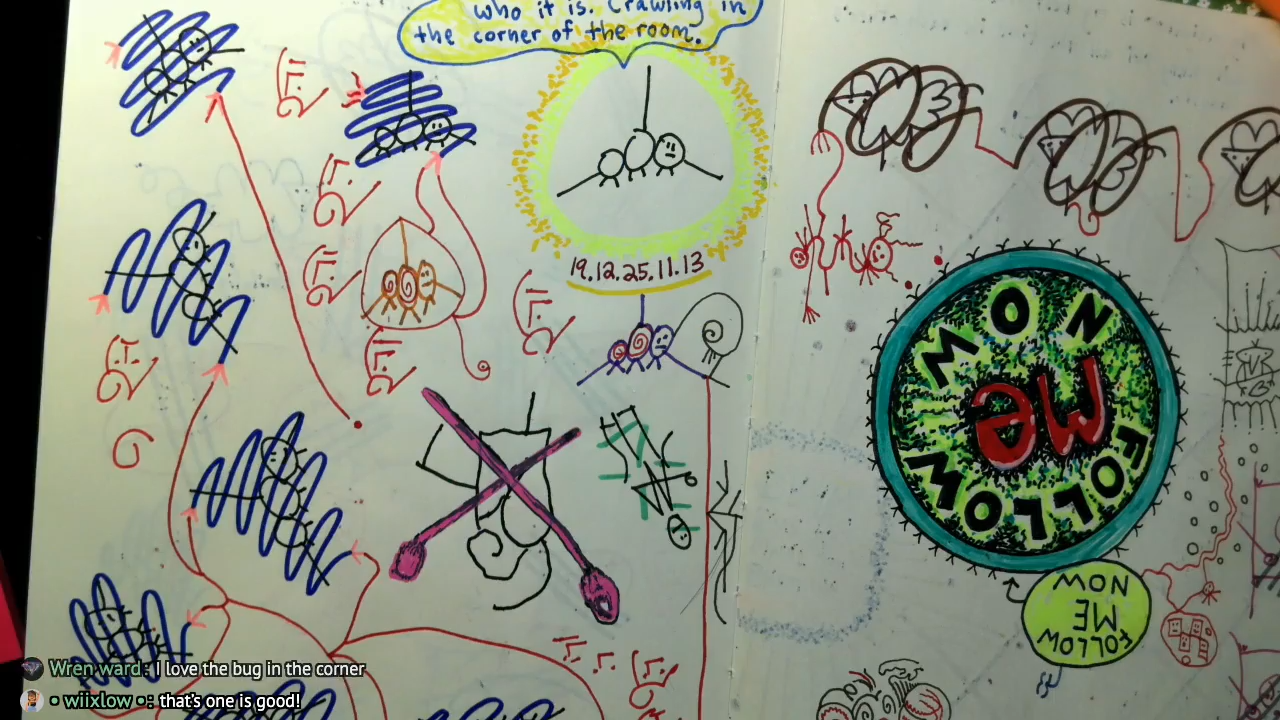 who it is. Crawling in
the corner of the room.
19.12.25.11.13
FOLLOW
ME
NOW
FOLLOW
ME
NOW
Wren ward: I love the bug in the corner
• wiixlow •: that's one is good!